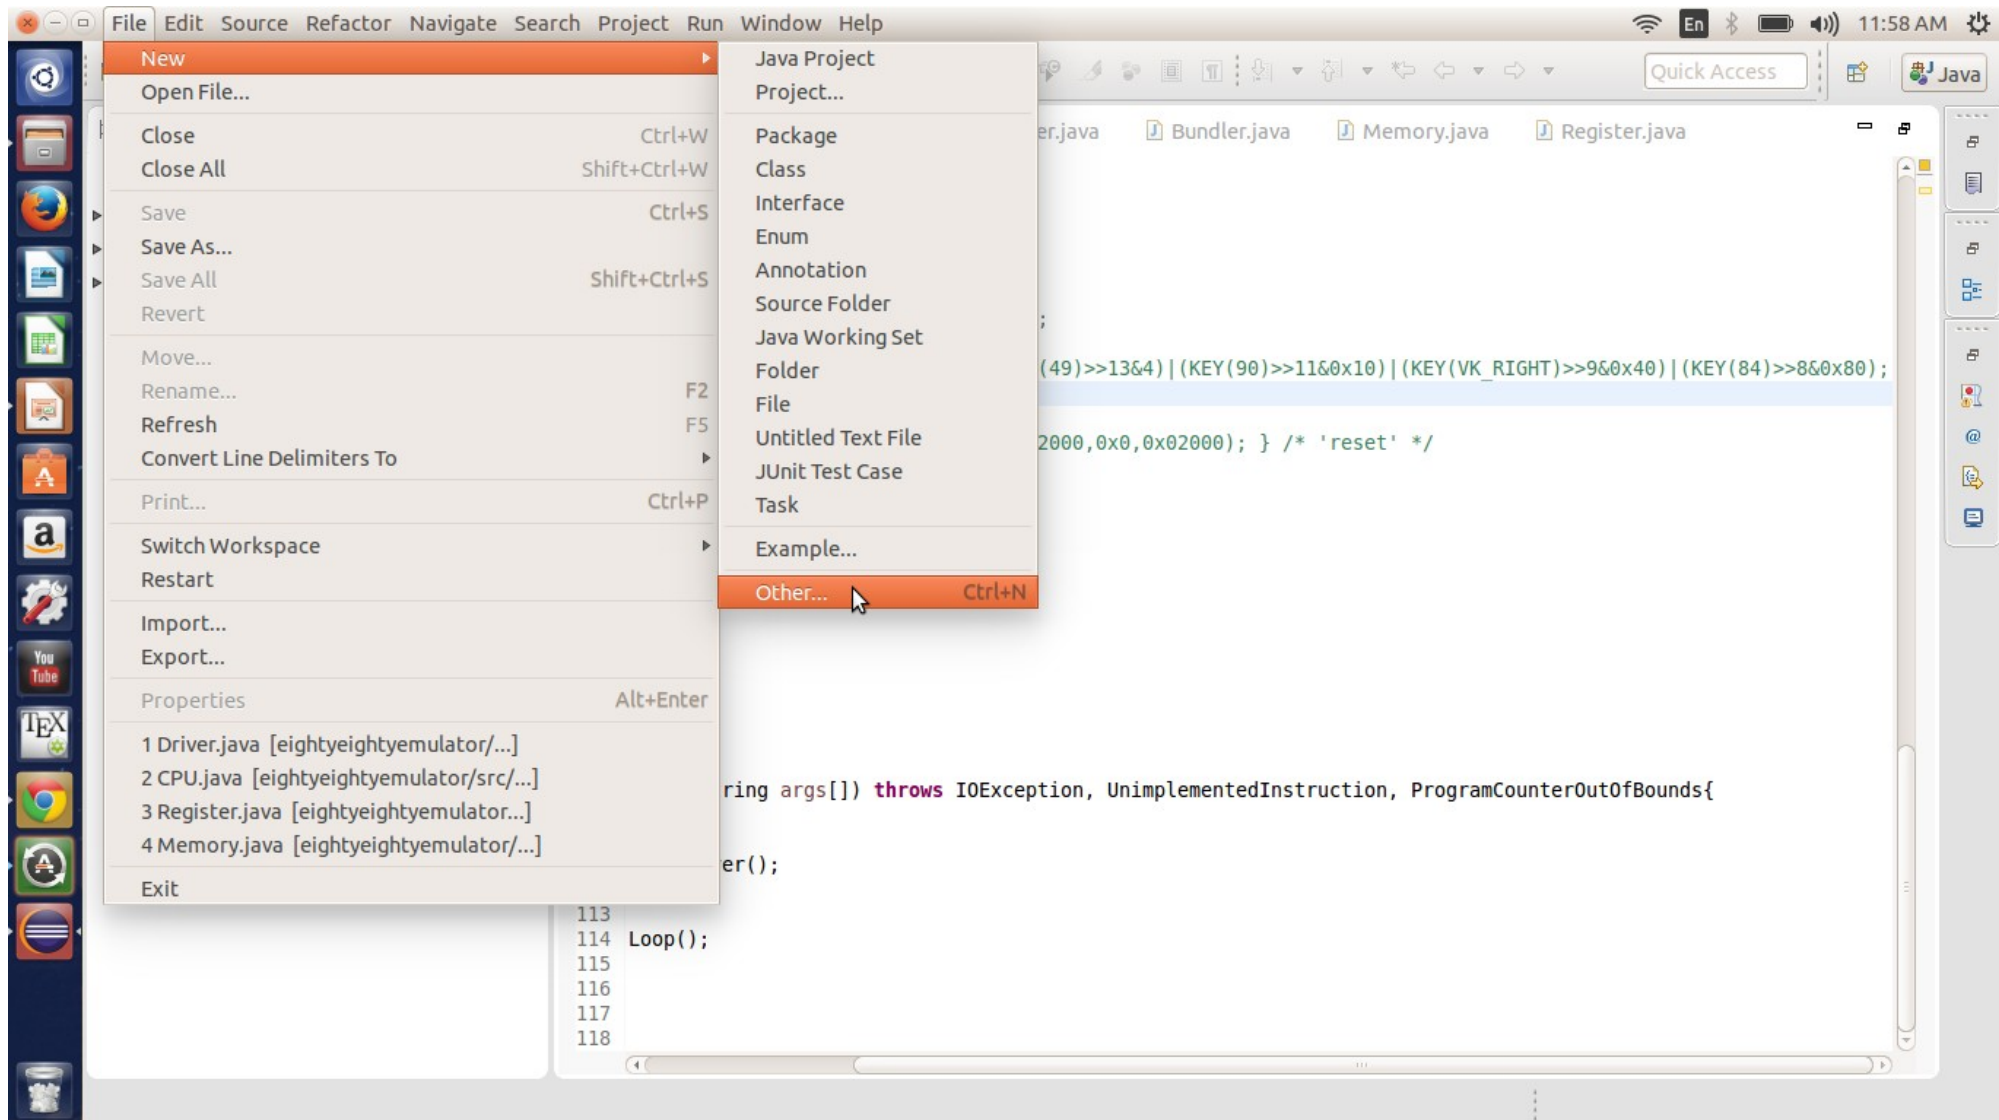 File Edit Source Refactor Navigate Search Project Run Window Help
En
11:58 AM
New
Open File...
Close Ctrl+W
Close All Shift+Ctrl+W
Save Ctrl+S
Save As...
Save All Shift+Ctrl+S
Revert
Move...
Rename... F2
Refresh F5
Convert Line Delimiters To
Print... Ctrl+P
Switch Workspace
Restart
Import...
Export...
Properties Alt+Enter
1 Driver.java [eightyeightyemulator/...]
2 CPU.java [eightyeightyemulator/src/...]
3 Register.java [eightyeightyemulator...]
4 Memory.java [eightyeightyemulator/...]
Exit
Java Project
Project...
Package
Class
Interface
Enum
Annotation
Source Folder
Java Working Set
Folder
File
Untitled Text File
JUnit Test Case
Task
Example...
Other... Ctrl+N
Quick Access
Java
er.java Bundler.java Memory.java Register.java
;
(49)>>13&4)|(KEY(90)>>11&0x10)|(KEY(VK_RIGHT)>>9&0x40)|(KEY(84)>>8&0x80);
2000,0x0,0x02000); } /* 'reset' */
ring args[]) throws IOException, UnimplementedInstruction, ProgramCounterOutOfBounds{
er();
113
114 Loop();
115
116
117
118
a
You
Tube
TEX